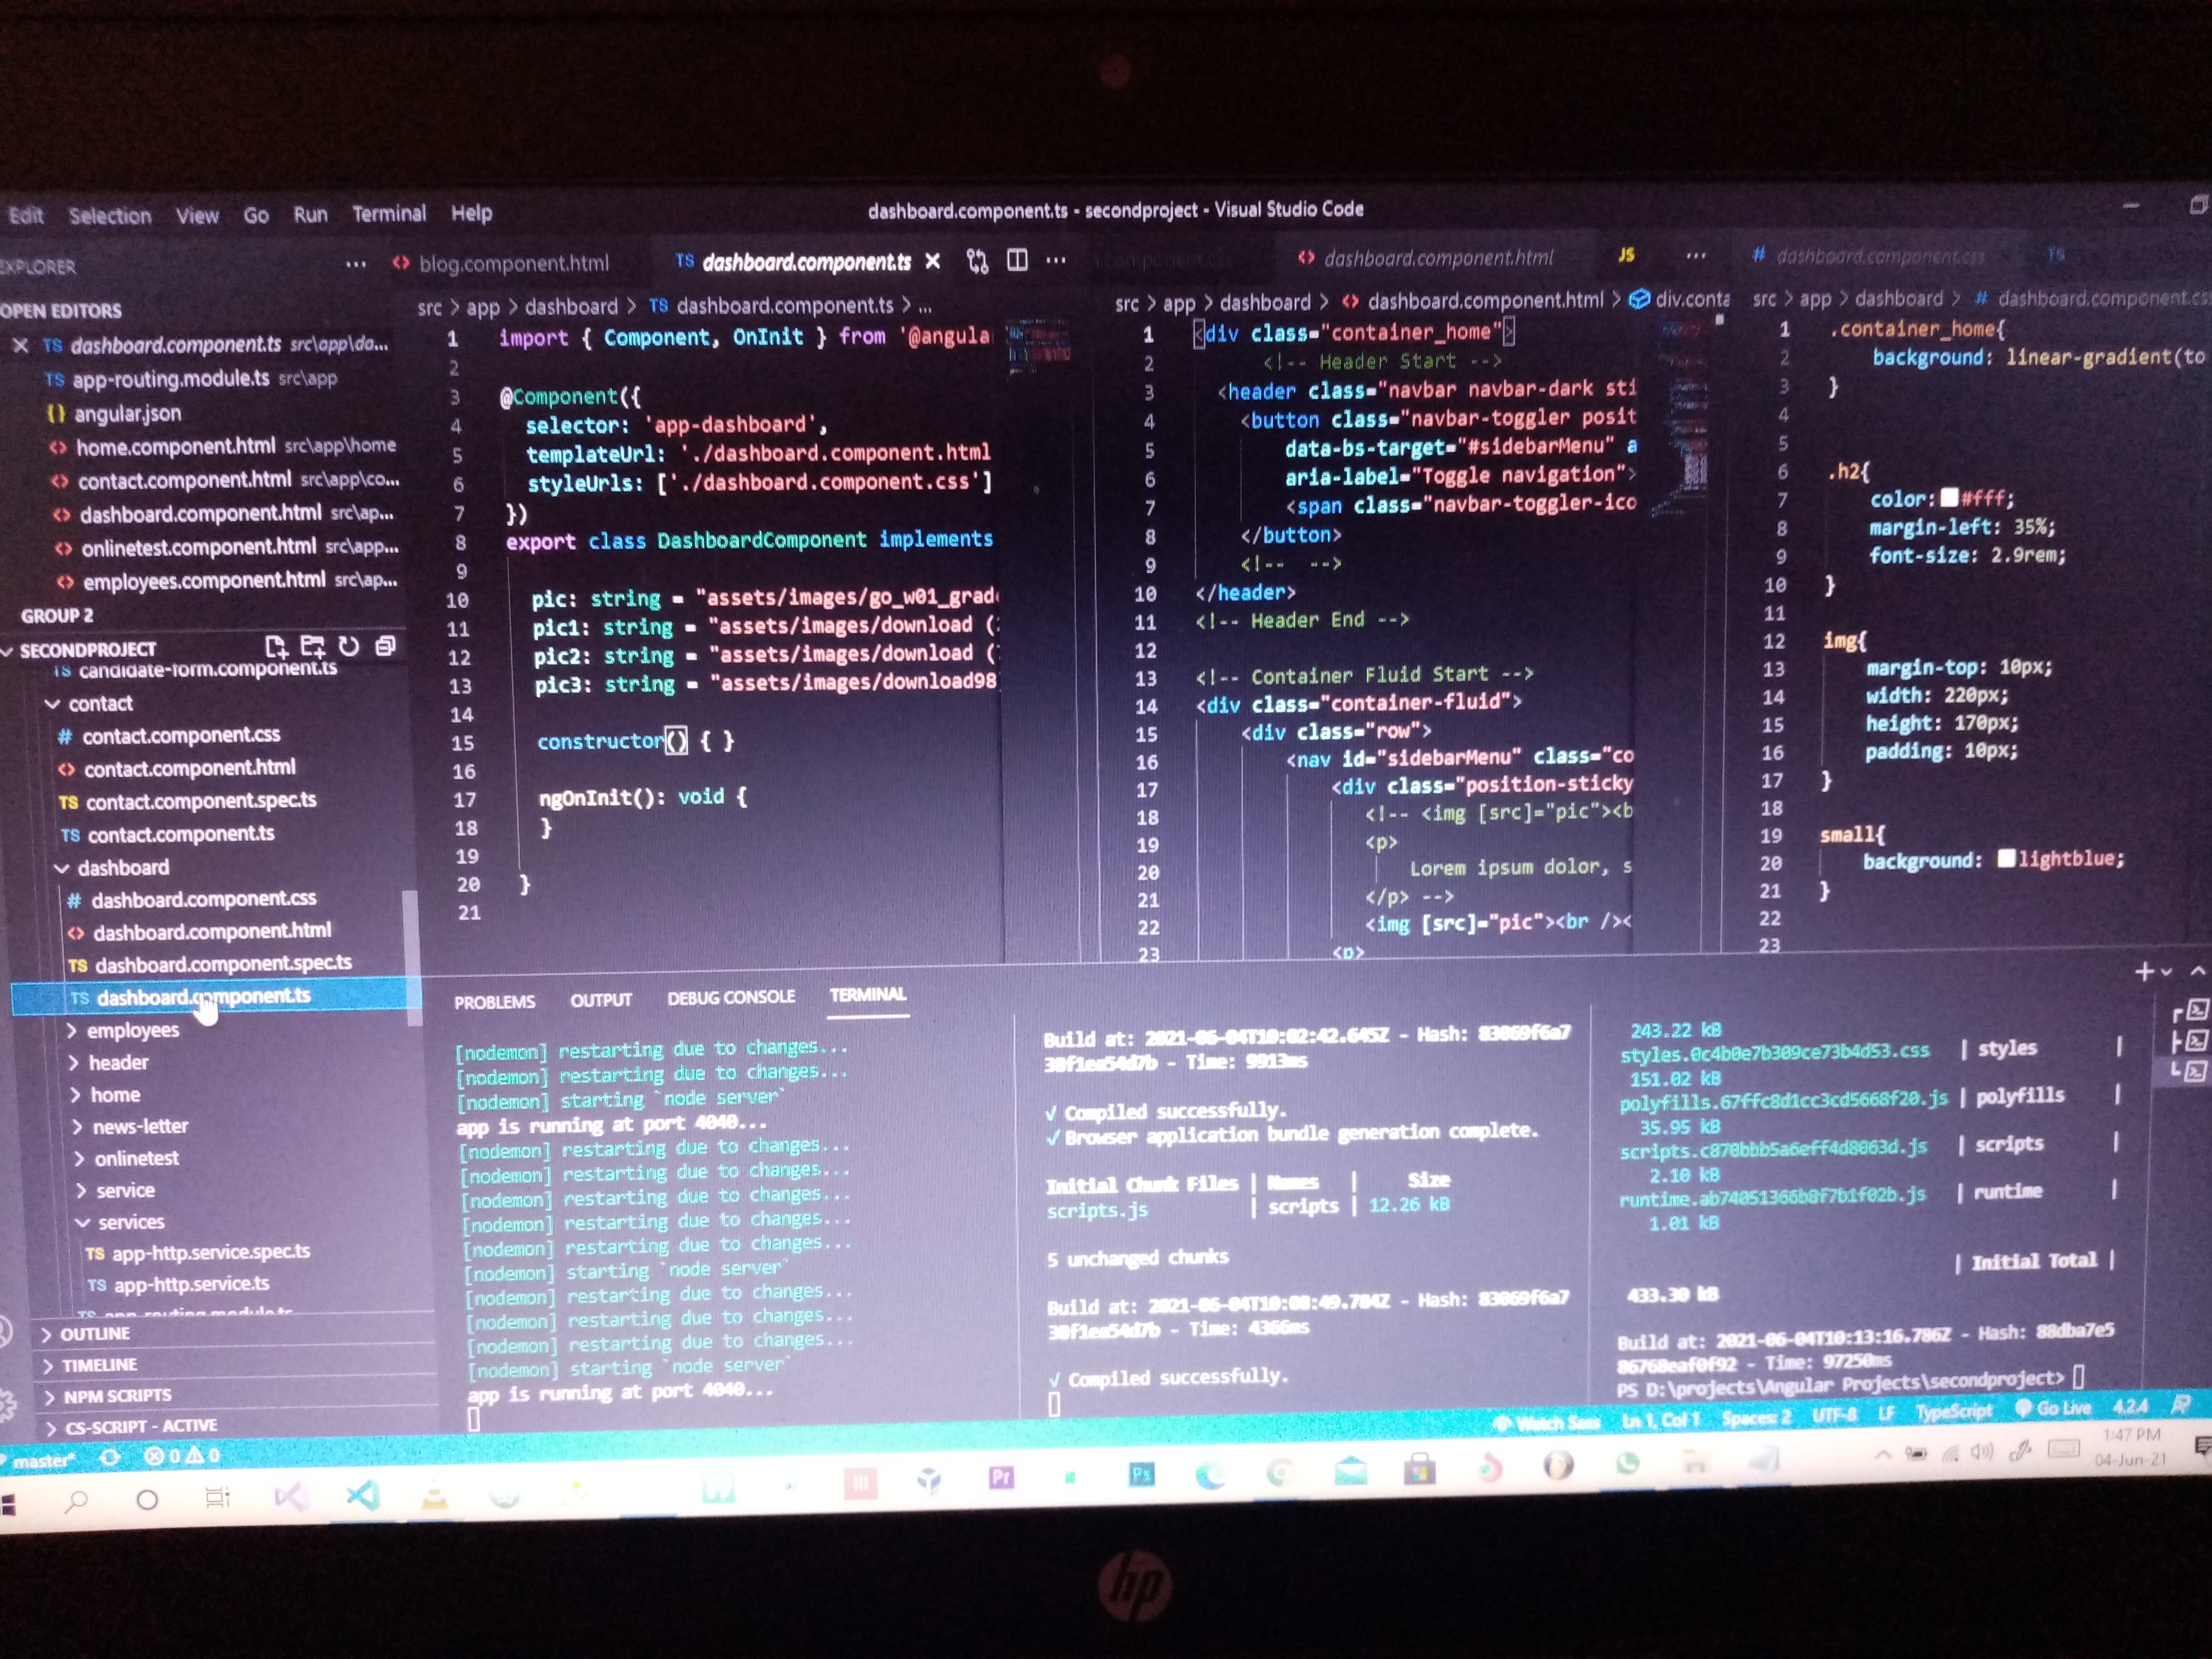 Edit Selection View Go Run Terminal Help
dashboard.component.ts - secondproject - Visual Studio Code
EXPLORER
OPEN EDITORS
TS dashboard.component.ts src\app\da...
TS app-routing.module.ts src\app
{} angular.json
<> home.component.html src\app\home
<> contact.component.html src\app\co...
<> dashboard.component.html src\ap...
<> onlinetest.component.html src\app...
<> employees.component.html src\ap...
GROUP 2
SECONDPROJECT
TS candidate-form.component.ts
contact
# contact.component.css
<> contact.component.html
TS contact.component.spec.ts
TS contact.component.ts
dashboard
# dashboard.component.css
<> dashboard.component.html
TS dashboard.component.spec.ts
TS dashboard.component.ts
employees
header
home
news-letter
onlinetest
service
services
TS app-http.service.spec.ts
TS app-http.service.ts
TS app-routing.module.ts
OUTLINE
TIMELINE
NPM SCRIPTS
CS-SCRIPT - ACTIVE
<> blog.component.html
TS dashboard.component.ts
src > app > dashboard > TS dashboard.component.ts > ...
1 import { Component, OnInit } from '@angula
2
3 @Component({
4 selector: 'app-dashboard',
5 templateUrl: './dashboard.component.html
6 styleUrls: ['./dashboard.component.css']
7 })
8 export class DashboardComponent implements
9
10 pic: string = "assets/images/go_w01_grad
11 pic1: string = "assets/images/download (
12 pic2: string = "assets/images/download (
13 pic3: string = "assets/images/download98
14
15 constructor() { }
16
17 ngOnInit(): void {
18 }
19
20 }
21
<> dashboard.component.html JS ...
src > app > dashboard > <> dashboard.component.html > div.conta
1 <div class="container_home">
2 <!-- Header Start -->
3 <header class="navbar navbar-dark sti
4 <button class="navbar-toggler posit
5 data-bs-target="#sidebarMenu" a
6 aria-label="Toggle navigation">
7 <span class="navbar-toggler-ico
8 </button>
9 <!-- -->
10 </header>
11 <!-- Header End -->
12
13 <!-- Container Fluid Start -->
14 <div class="container-fluid">
15 <div class="row">
16 <nav id="sidebarMenu" class="co
17 <div class="position-sticky
18 <!-- <img [src]="pic"><b
19 <p>
20 Lorem ipsum dolor, s
21 </p> -->
22 <img [src]="pic"><br /><
23 <p>
# dashboard.component.css TS
src > app > dashboard > # dashboard.component.cs
1 .container_home{
2 background: linear-gradient(to
3 }
4
5
6 .h2{
7 color: #fff;
8 margin-left: 35%;
9 font-size: 2.9rem;
10 }
11
12 img{
13 margin-top: 10px;
14 width: 220px;
15 height: 170px;
16 padding: 10px;
17 }
18
19 small{
20 background: lightblue;
21 }
22
23
PROBLEMS OUTPUT DEBUG CONSOLE TERMINAL
[nodemon] restarting due to changes...
[nodemon] restarting due to changes...
[nodemon] starting `node server`
app is running at port 4040...
[nodemon] restarting due to changes...
[nodemon] restarting due to changes...
[nodemon] restarting due to changes...
[nodemon] restarting due to changes...
[nodemon] restarting due to changes...
[nodemon] starting `node server`
[nodemon] restarting due to changes...
[nodemon] restarting due to changes...
[nodemon] restarting due to changes...
[nodemon] starting `node server`
app is running at port 4040...
Build at: 2021-06-04T10:02:42.645Z - Hash: 83069f6a7
30f1ea54d7b - Time: 9913ms
√ Compiled successfully.
√ Browser application bundle generation complete.
Initial Chunk Files | Names | Size
scripts.js | scripts | 12.26 kB
5 unchanged chunks
Build at: 2021-06-04T10:08:49.784Z - Hash: 83069f6a7
30f1ea54d7b - Time: 4366ms
√ Compiled successfully.
243.22 kB
styles.0c4b0e7b309ce73b4d53.css | styles |
151.02 kB
polyfills.67ffc8d1cc3cd5668f20.js | polyfills |
35.95 kB
scripts.c870bbb5a6eff4d8063d.js | scripts |
2.10 kB
runtime.ab74051366b8f7b1f02b.js | runtime |
1.01 kB
| Initial Total |
433.30 kB
Build at: 2021-06-04T10:13:16.786Z - Hash: 88dba7e5
86768eaf0f92 - Time: 97250ms
PS D:\projects\Angular Projects\secondproject>
master* 0 0
Watch Sass Ln 1, Col 1 Spaces: 2 UTF-8 LF TypeScript Go Live 4.2.4
Pr Ps
1:47 PM
04-Jun-21
hp